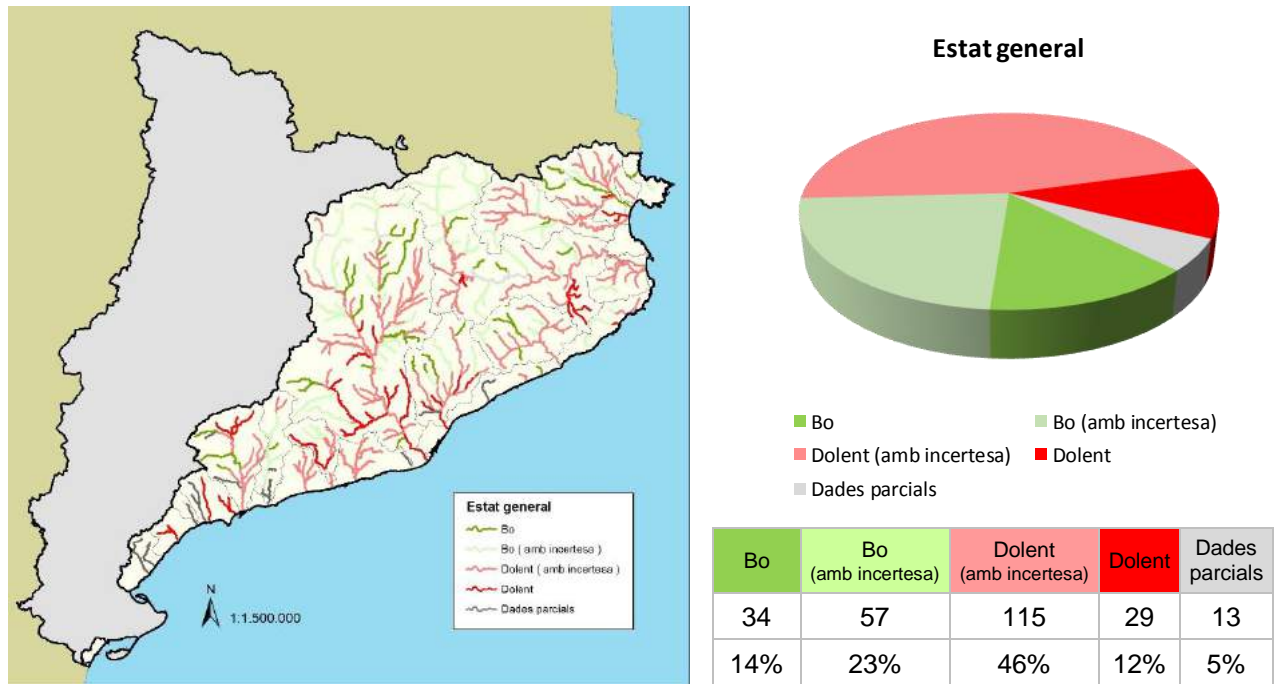 Estat general
Bo
Bo ( amb incertesa )
Dolent ( amb incertesa )
Dolent
Dades parcials
N
1:1.500.000
Estat general
Bo
Bo (amb incertesa)
Dolent (amb incertesa)
Dolent
Dades parcials
Bo
Bo
(amb incertesa)
Dolent
(amb incertesa)
Dolent
Dades
parcials
34 57 115 29 13
14% 23% 46% 12% 5%